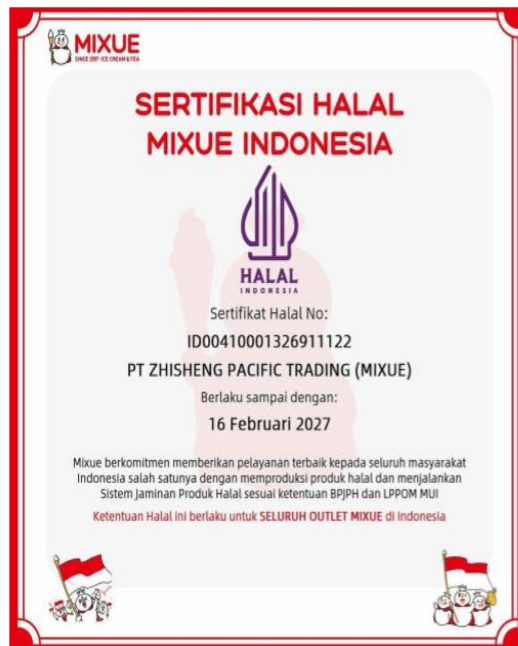 MIXUE
SINCE 1997 · ICE CREAM & TEA
SERTIFIKASI HALAL
MIXUE INDONESIA
HALAL
INDONESIA
Sertifikat Halal No:
ID00410001326911122
PT ZHISHENG PACIFIC TRADING (MIXUE)
Berlaku sampai dengan:
16 Februari 2027
Mixue berkomitmen memberikan pelayanan terbaik kepada seluruh masyarakat
Indonesia salah satunya dengan memproduksi produk halal dan menjalankan
Sistem Jaminan Produk Halal sesuai ketentuan BPJPH dan LPPOM MUI
Ketentuan Halal ini berlaku untuk SELURUH OUTLET MIXUE di Indonesia